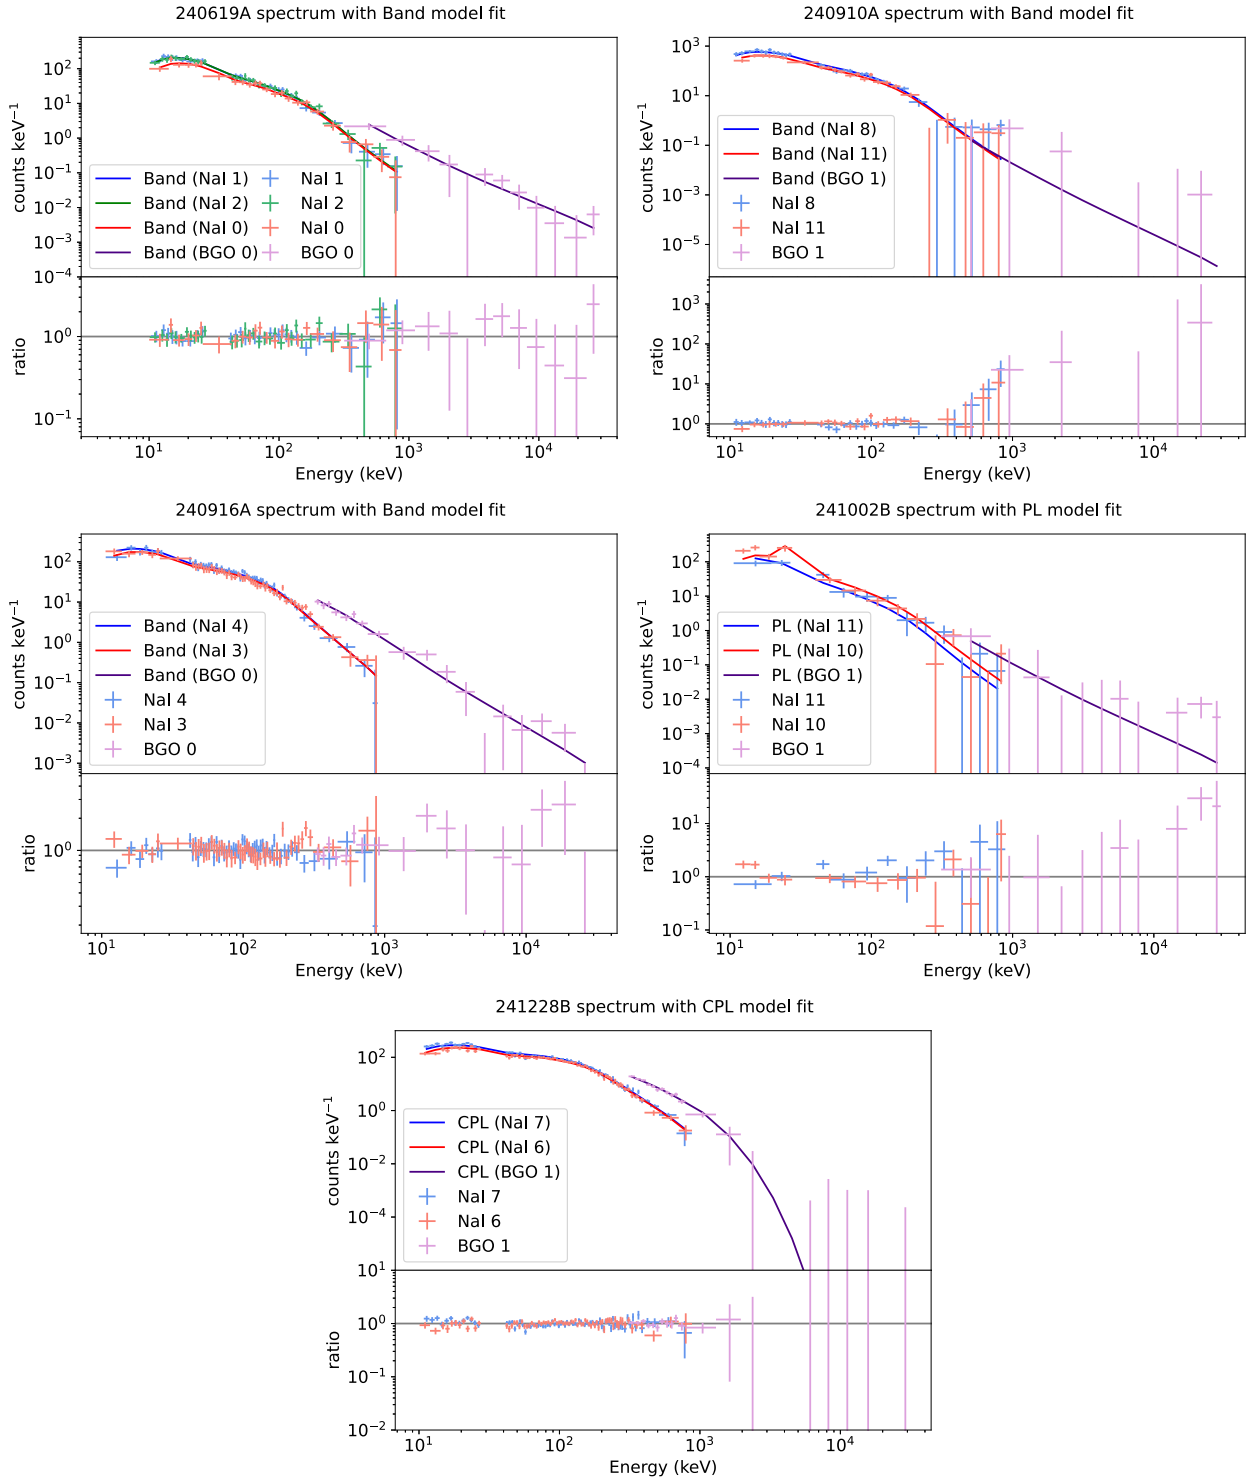 240619A spectrum with Band model fit
counts keV⁻¹
10² 10¹ 10⁰ 10⁻¹ 10⁻² 10⁻³ 10⁻⁴
Band (NaI 1) NaI 1
Band (NaI 2) NaI 2
Band (NaI 0) NaI 0
Band (BGO 0) BGO 0
ratio
10⁰ 10⁻¹
10¹ 10² 10³ 10⁴
Energy (keV)
240910A spectrum with Band model fit
counts keV⁻¹
10³ 10¹ 10⁻¹ 10⁻³ 10⁻⁵
Band (NaI 8)
Band (NaI 11)
Band (BGO 1)
NaI 8
NaI 11
BGO 1
ratio
10³ 10² 10¹ 10⁰
10¹ 10² 10³ 10⁴
Energy (keV)
240916A spectrum with Band model fit
counts keV⁻¹
10² 10¹ 10⁰ 10⁻¹ 10⁻² 10⁻³
Band (NaI 4)
Band (NaI 3)
Band (BGO 0)
NaI 4
NaI 3
BGO 0
ratio
10⁰
10¹ 10² 10³ 10⁴
Energy (keV)
241002B spectrum with PL model fit
counts keV⁻¹
10² 10¹ 10⁰ 10⁻¹ 10⁻² 10⁻³ 10⁻⁴
PL (NaI 11)
PL (NaI 10)
PL (BGO 1)
NaI 11
NaI 10
BGO 1
ratio
10¹ 10⁰ 10⁻¹
10¹ 10² 10³ 10⁴
Energy (keV)
241228B spectrum with CPL model fit
counts keV⁻¹
10² 10⁰ 10⁻² 10⁻⁴
CPL (NaI 7)
CPL (NaI 6)
CPL (BGO 1)
NaI 7
NaI 6
BGO 1
ratio
10¹ 10⁰ 10⁻¹ 10⁻²
10¹ 10² 10³ 10⁴
Energy (keV)